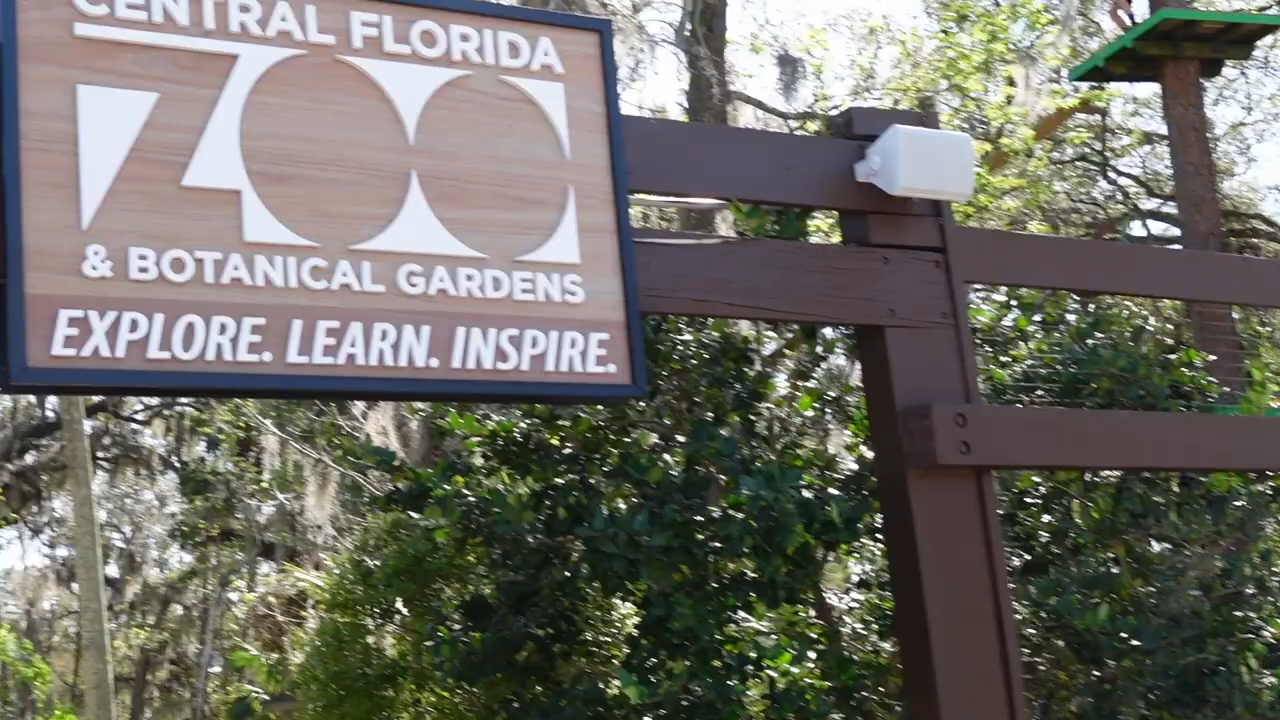 CENTRAL FLORIDA
ZOO
& BOTANICAL GARDENS
EXPLORE. LEARN. INSPIRE.